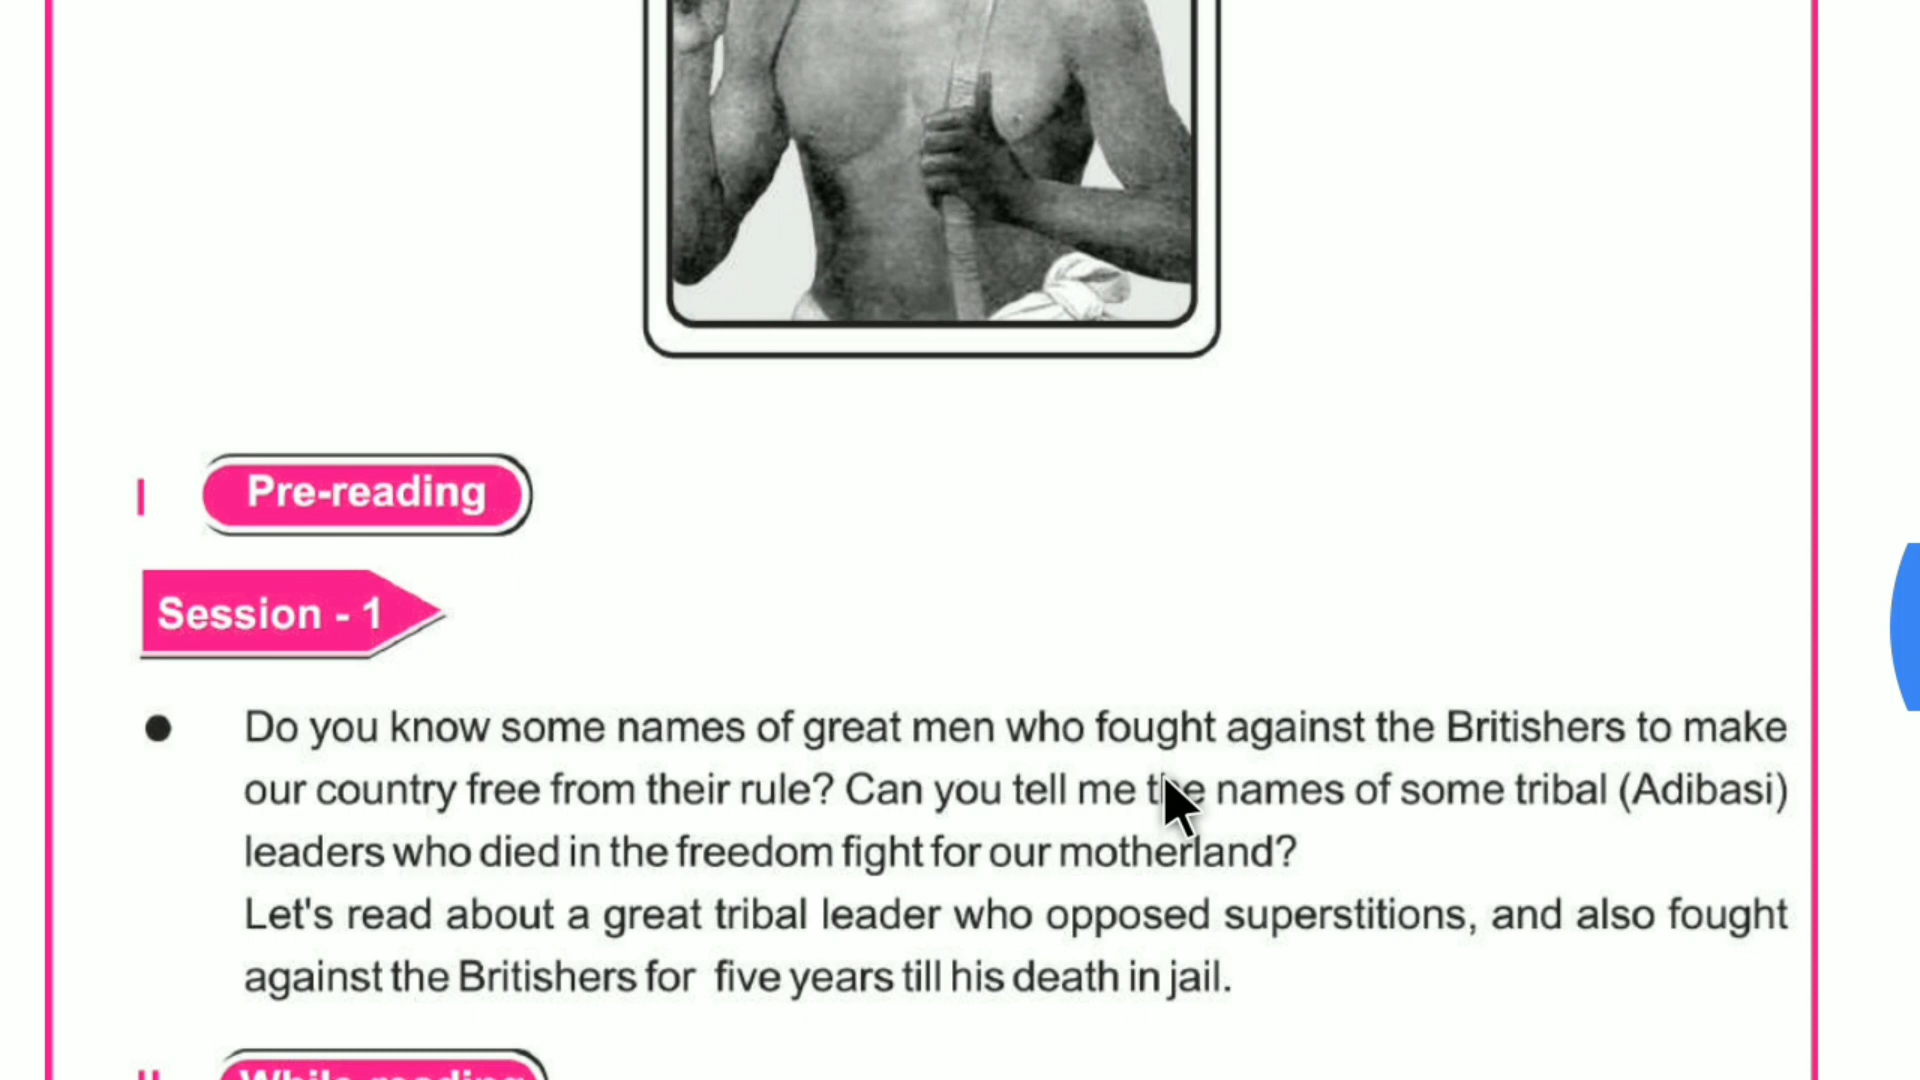 I Pre-reading
Session - 1
● Do you know some names of great men who fought against the Britishers to make
our country free from their rule? Can you tell me the names of some tribal (Adibasi)
leaders who died in the freedom fight for our motherland?
Let's read about a great tribal leader who opposed superstitions, and also fought
against the Britishers for five years till his death in jail.
II While-reading